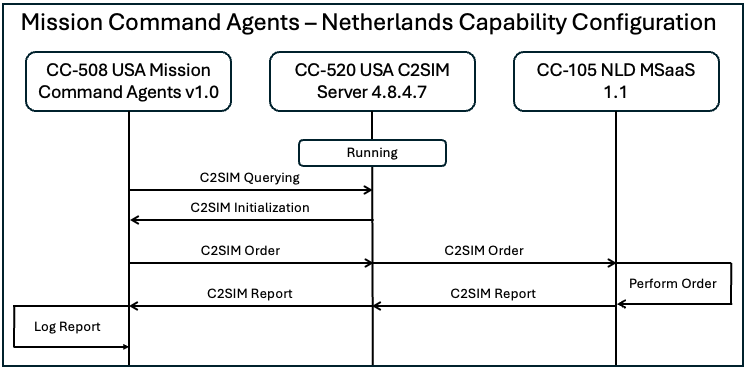 Mission Command Agents – Netherlands Capability Configuration
CC-508 USA Mission
Command Agents v1.0
CC-520 USA C2SIM
Server 4.8.4.7
CC-105 NLD MSaaS
1.1
Running
C2SIM Querying
C2SIM Initialization
C2SIM Order
C2SIM Order
Perform Order
C2SIM Report
C2SIM Report
Log Report